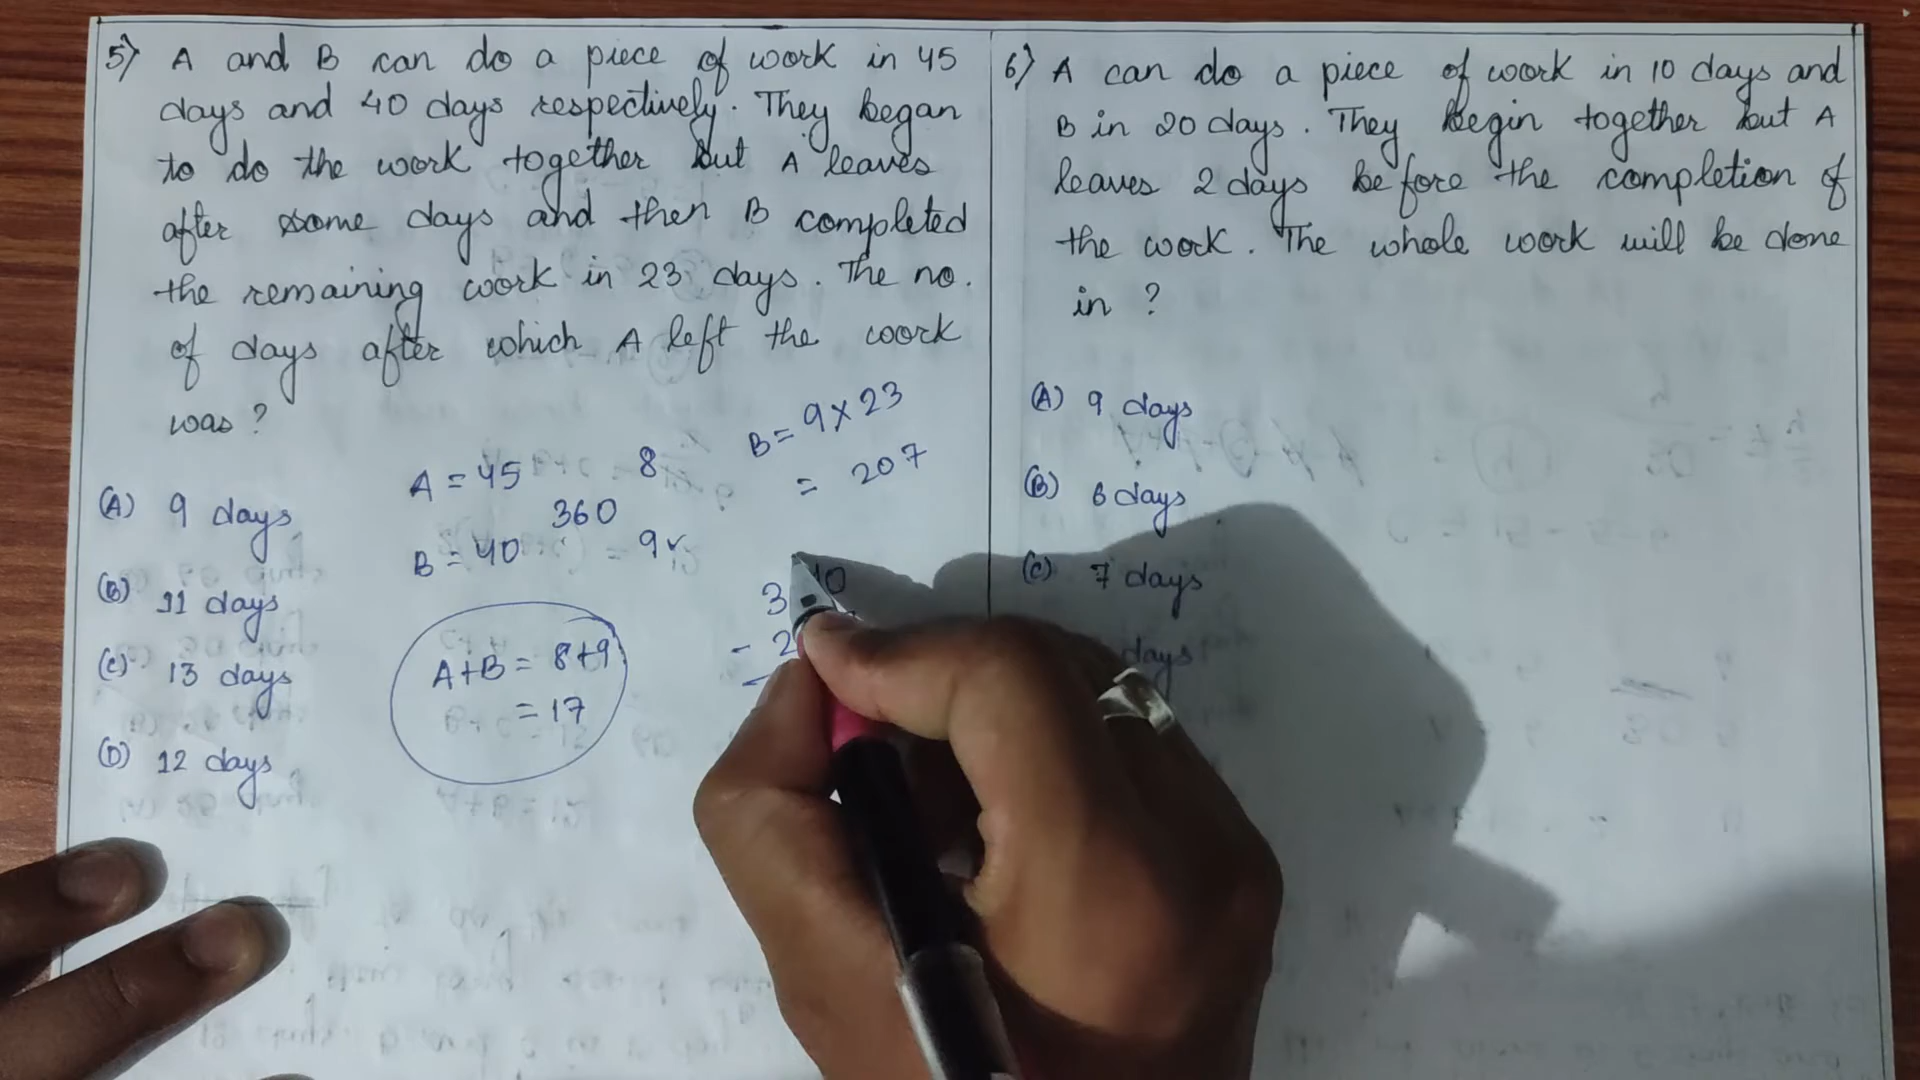 5) A and B can do a piece of work in 45
days and 40 days respectively. They began
to do the work together but A leaves
after some days and then B completed
the remaining work in 23 days. The no.
of days after which A left the work
was ?
(A) 9 days
(B) 11 days
(C) 13 days
(D) 12 days
A = 45 8
360
B = 40 = 9
A+B = 8+9
= 17
B = 9 × 23
= 207
6) A can do a piece of work in 10 days and
B in 20 days. They begin together but A
leaves 2 days before the completion of
the work. The whole work will be done
in ?
(A) 9 days
(B) 6 days
(C) 7 days
days